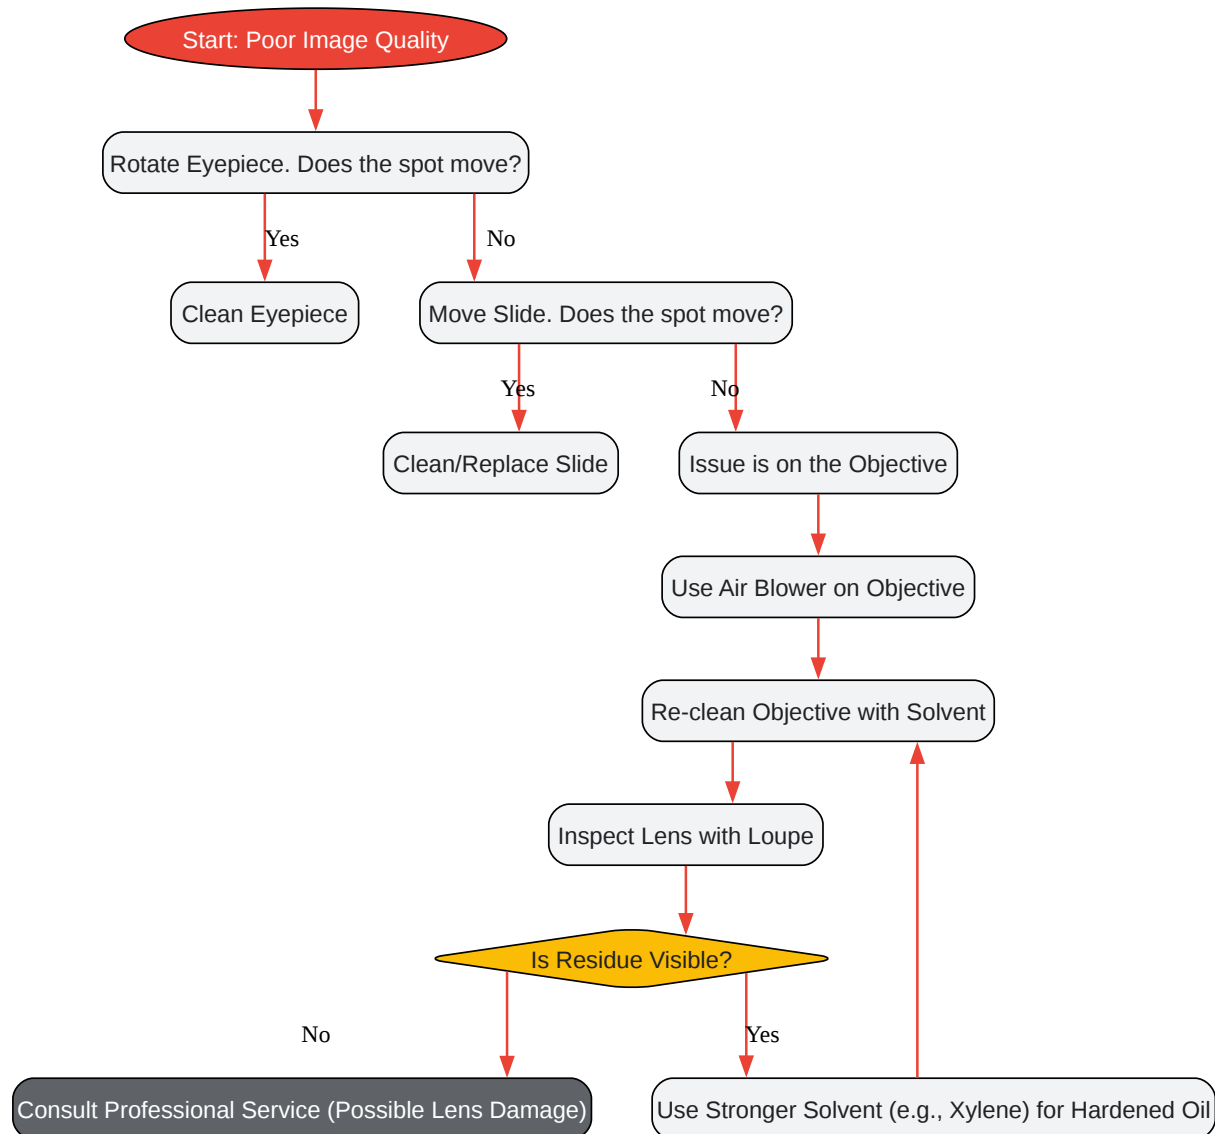 Start: Poor Image Quality
Rotate Eyepiece. Does the spot move?
Yes
No
Clean Eyepiece
Move Slide. Does the spot move?
Yes
No
Clean/Replace Slide
Issue is on the Objective
Use Air Blower on Objective
Re-clean Objective with Solvent
Inspect Lens with Loupe
Is Residue Visible?
No
Yes
Consult Professional Service (Possible Lens Damage)
Use Stronger Solvent (e.g., Xylene) for Hardened Oil